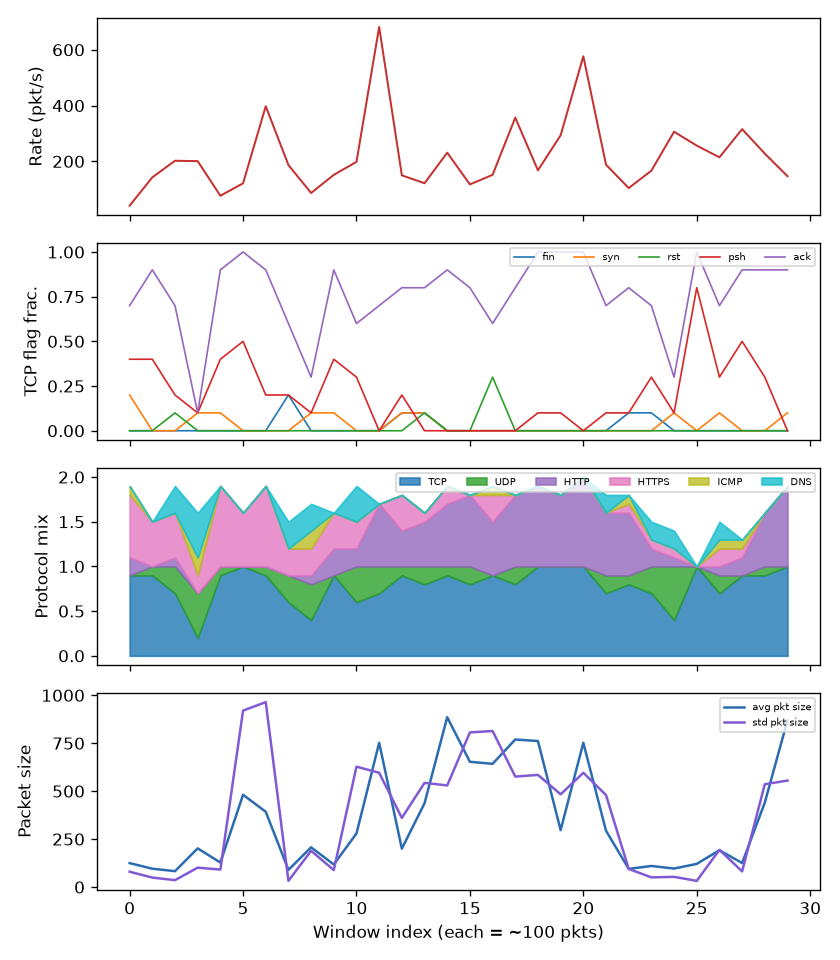 600
400
200
Rate (pkt/s)
fin syn rst psh ack
1.00
0.75
0.50
0.25
0.00
TCP flag frac.
TCP UDP HTTP HTTPS ICMP DNS
2.0
1.5
1.0
0.5
0.0
Protocol mix
avg pkt size
std pkt size
1000
750
500
250
0
Packet size
0 5 10 15 20 25 30
Window index (each = ~100 pkts)